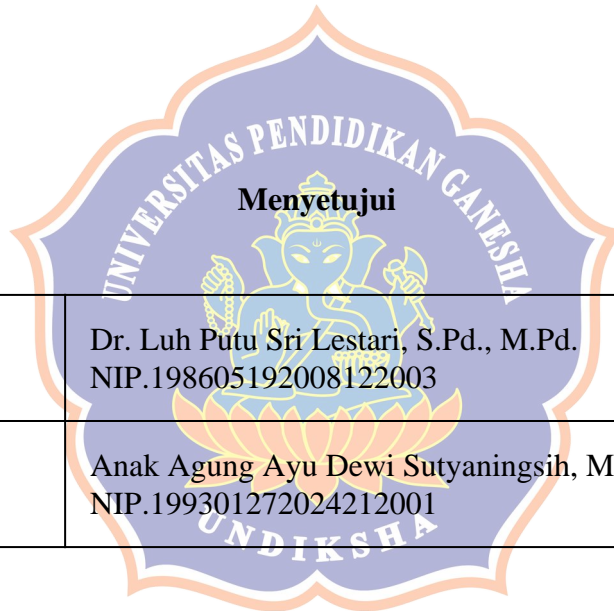 UNIVERSITAS PENDIDIKAN GANESHA
Menyetujui
Dr. Luh Putu Sri Lestari, S.Pd., M.Pd.
NIP.198605192008122003
Anak Agung Ayu Dewi Sutyaningsih, M
NIP.199301272024212001
UNDIKSHA